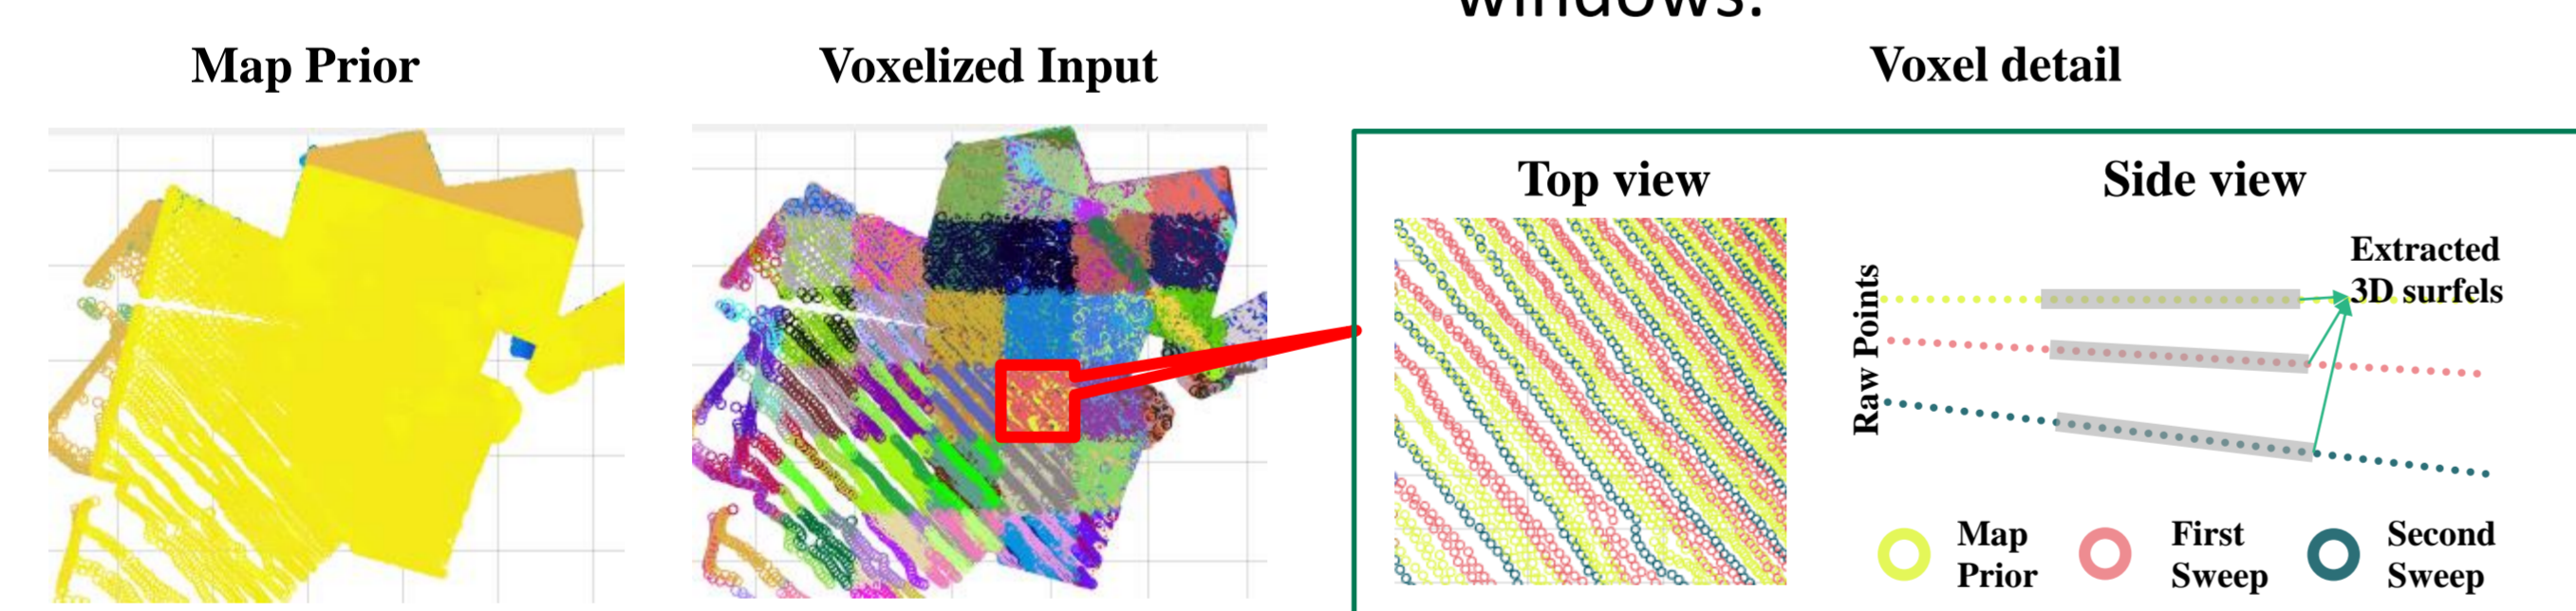 windows.
Map Prior
Voxelized Input
Voxel detail
Top view
Side view
Extracted
3D surfels
Raw Points
Map
Prior
First
Sweep
Second
Sweep